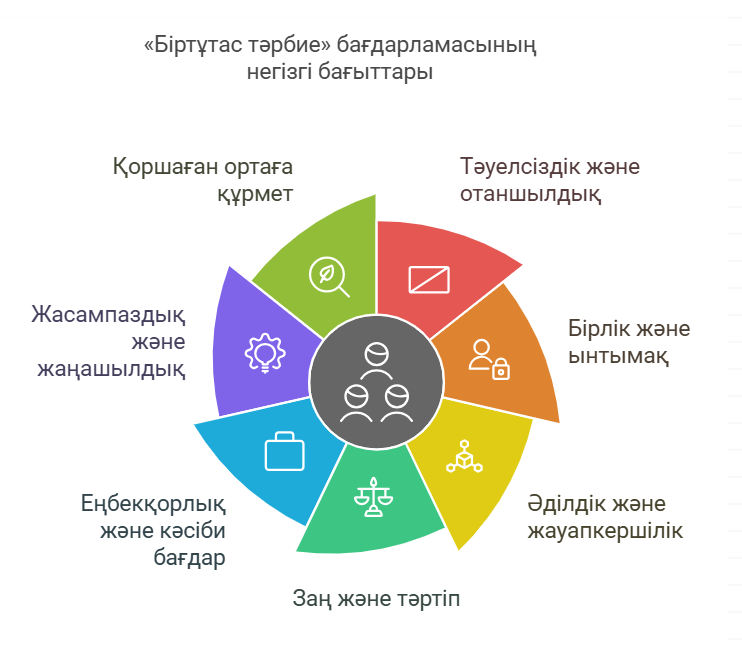 «Біртұтас тәрбие» бағдарламасының
негізгі бағыттары
Қоршаған ортаға
құрмет
Тәуелсіздік және
отаншылдық
Жасампаздық
және
жаңашылдық
Бірлік және
ынтымақ
Еңбекқорлық
және кәсіби
бағдар
Әділдік және
жауапкершілік
Заң және тәртіп